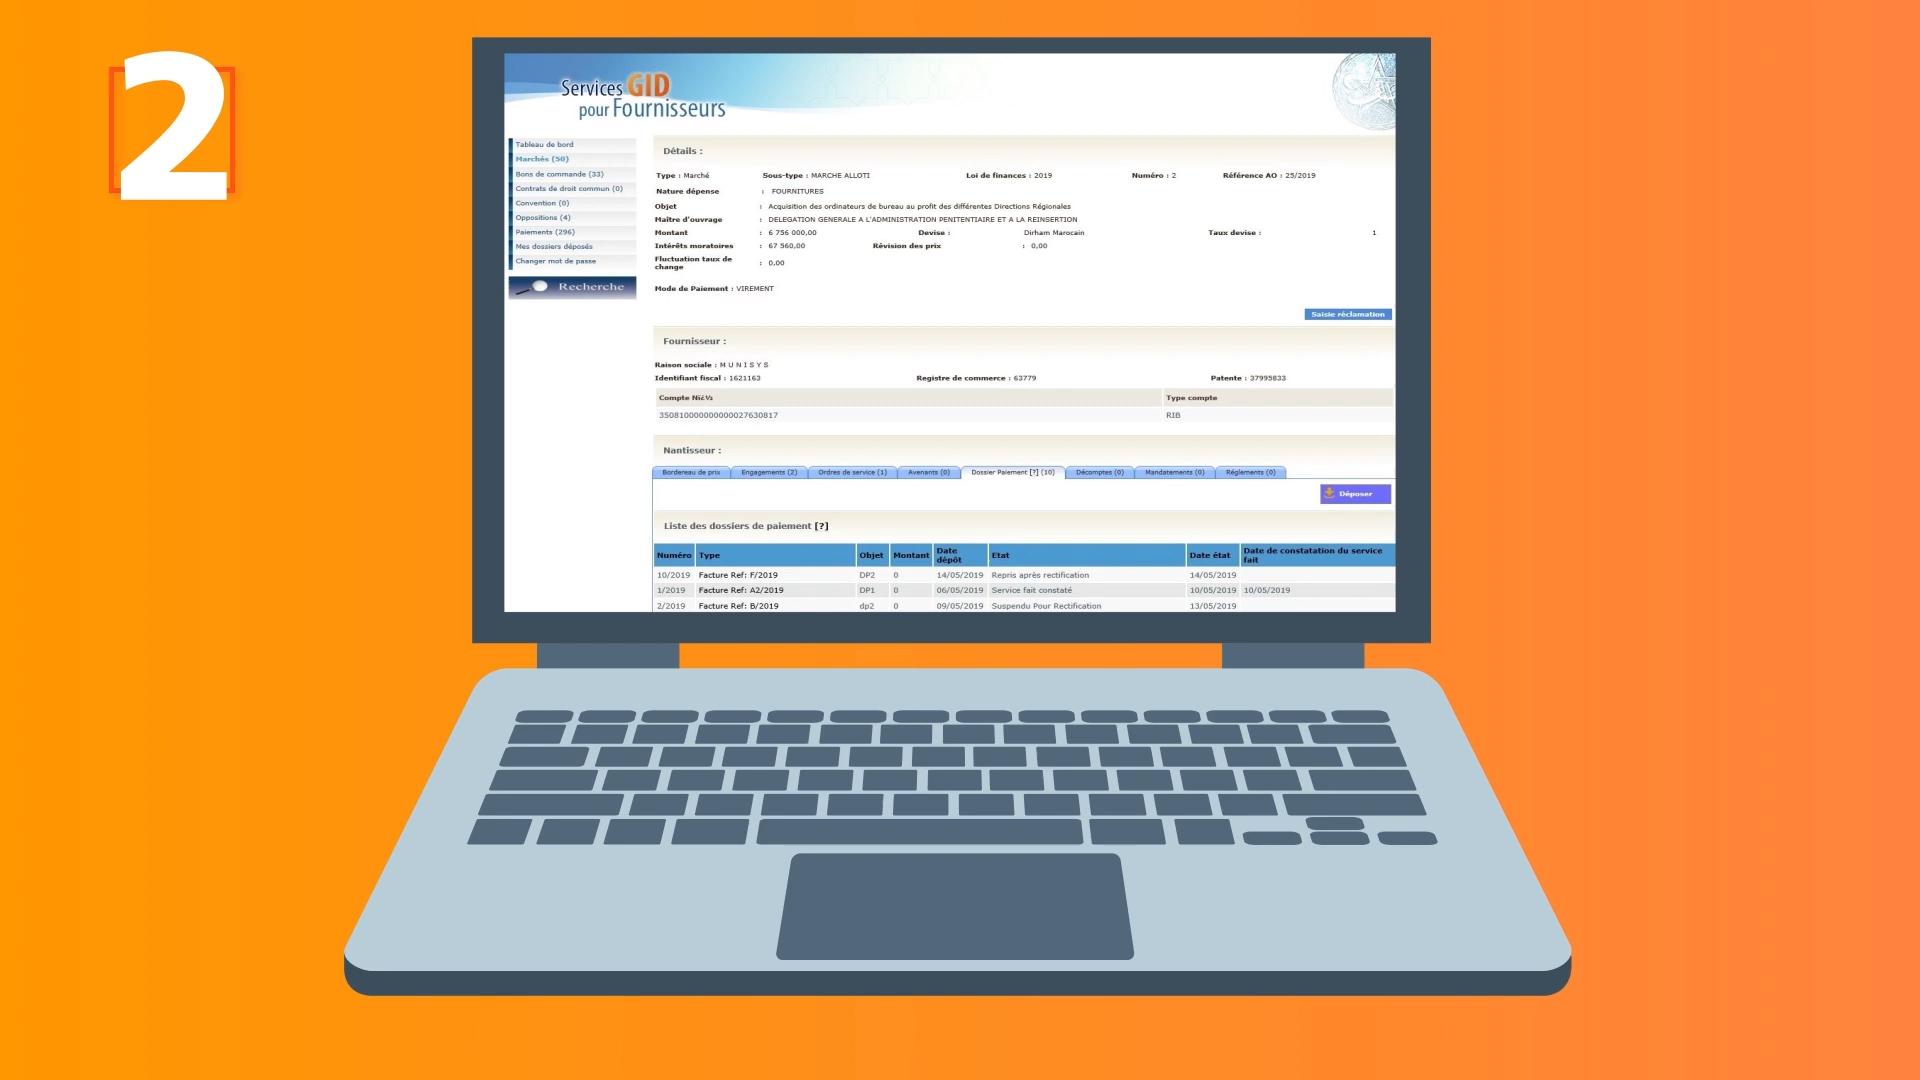 2
Services GID
pour Fournisseurs
Tableau de bord
Marchés (50)
Bons de commande (33)
Contrats de droit commun (0)
Convention (0)
Oppositions (4)
Paiements (296)
Mes dossiers déposés
Changer mot de passe
Recherche
Détails :
Type : Marché Sous-type : MARCHE ALLOTI Loi de finances : 2019 Numéro : 2 Référence AO : 25/2019
Nature dépense : FOURNITURES
Objet : Acquisition des ordinateurs de bureau au profit des différentes Directions Régionales
Maître d'ouvrage : DELEGATION GENERALE A L'ADMINISTRATION PENITENTIAIRE ET A LA REINSERTION
Montant : 6 756 000,00 Devise : Dirham Marocain Taux devise : 1
Intérêts moratoires : 67 560,00 Révision des prix : 0,00
Fluctuation taux de
change : 0,00
Mode de Paiement : VIREMENT
Saisie réclamation
Fournisseur :
Raison sociale : M U N I S Y S
Identifiant fiscal : 1621163 Registre de commerce : 63779 Patente : 37995833
Compte Nï¿½ Type compte
350810000000000027630817 RIB
Nantisseur :
Bordereau de prix Engagements (2) Ordres de service (1) Avenants (0) Dossier Paiement [?] (10) Décomptes (0) Mandatements (0) Règlements (0)
Déposer
Liste des dossiers de paiement [?]
Numéro Type Objet Montant Date dépôt Etat Date état Date de constatation du service fait
10/2019 Facture Ref: F/2019 DP2 0 14/05/2019 Repris après rectification 14/05/2019
1/2019 Facture Ref: A2/2019 DP1 0 06/05/2019 Service fait constaté 10/05/2019 10/05/2019
2/2019 Facture Ref: B/2019 dp2 0 09/05/2019 Suspendu Pour Rectification 13/05/2019